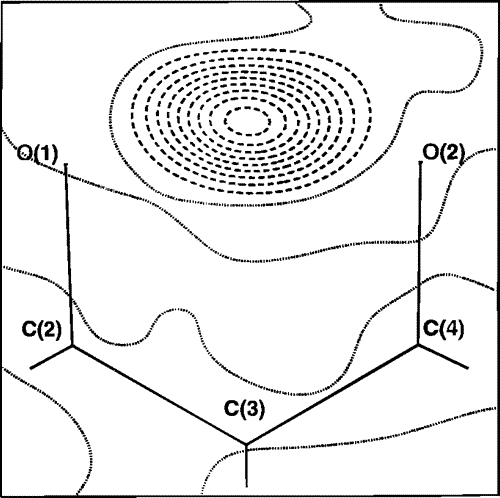 O(1)
O(2)
C(2)
C(4)
C(3)